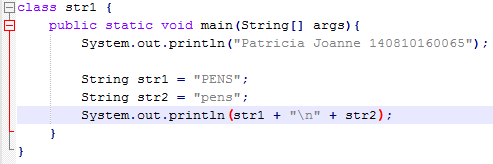 class str1 {
    public static void main(String[] args){
        System.out.println("Patricia Joanne 140810160065");

        String str1 = "PENS";
        String str2 = "pens";
        System.out.println(str1 + "\n" + str2);
    }
}